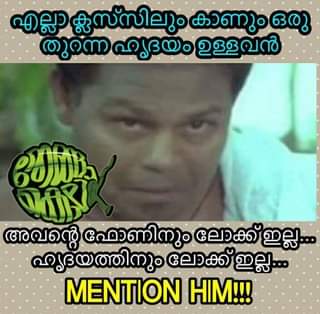 എല്ലാ ക്ലസ്സിലും കാണും ഒരു
തുറന്ന ഹൃദയം ഉള്ളവൻ
അവന്റെ ഫോണിനും ലോക്ക് ഇല്ല...
ഹൃദയത്തിനും ലോക്ക് ഇല്ല...
MENTION HIM!!!